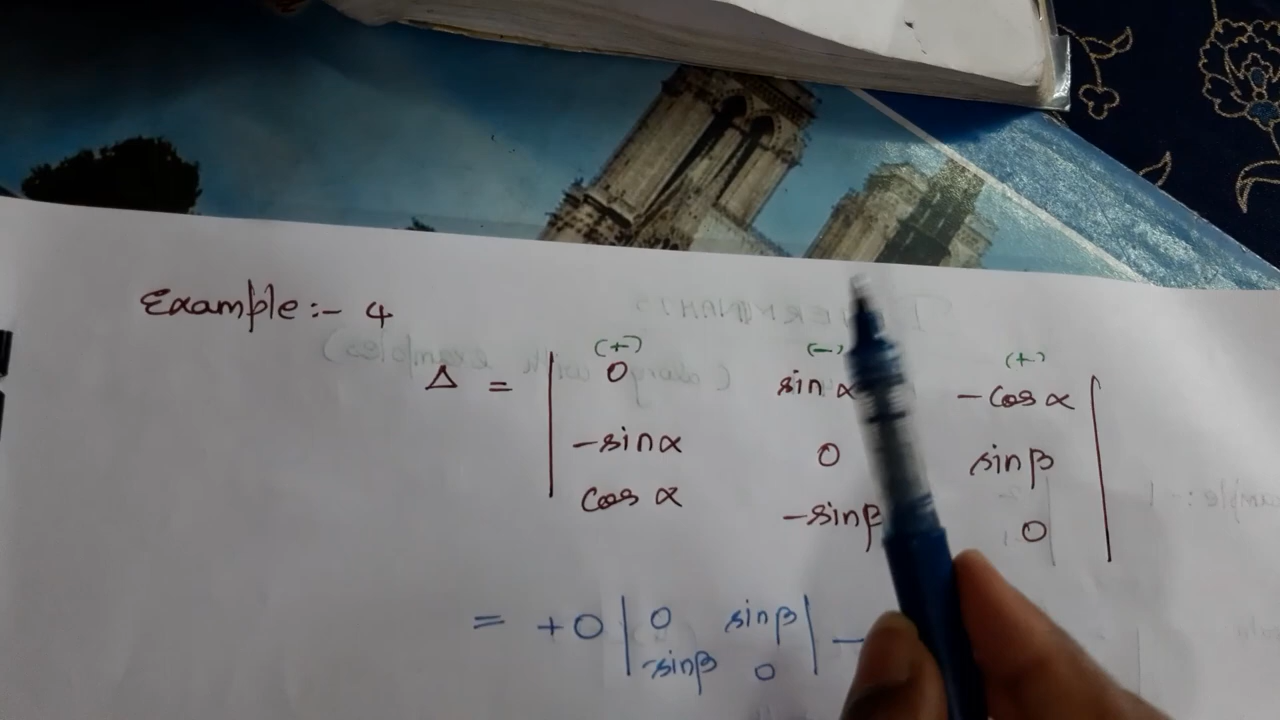 Example:- 4
(+) (-) (+)
Δ = | 0 sin α -cos α |
-sin α 0 sin β
cos α -sin β 0
= +0 | 0 sin β | -
-sin β 0